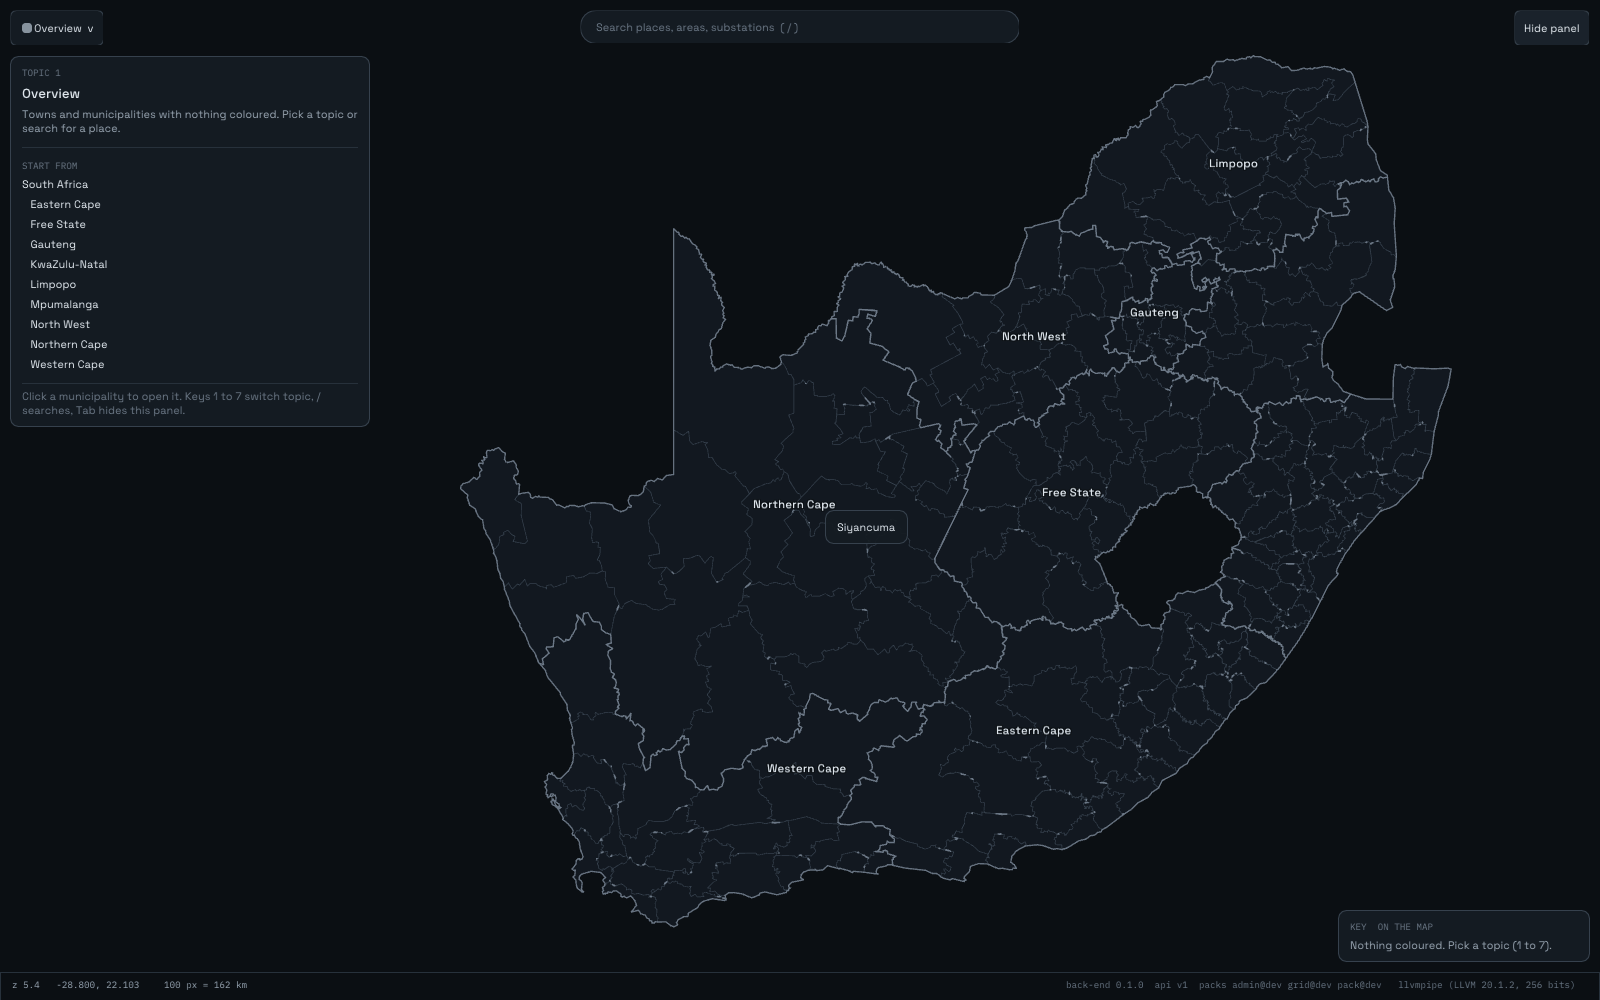 Overview v
Search places, areas, substations (/)
Hide panel
TOPIC 1
Overview
Towns and municipalities with nothing coloured. Pick a topic or
search for a place.
START FROM
South Africa
Eastern Cape
Free State
Gauteng
KwaZulu-Natal
Limpopo
Mpumalanga
North West
Northern Cape
Western Cape
Click a municipality to open it. Keys 1 to 7 switch topic, /
searches, Tab hides this panel.
Limpopo
Gauteng
North West
Free State
Northern Cape
Siyancuma
Eastern Cape
Western Cape
KEY ON THE MAP
Nothing coloured. Pick a topic (1 to 7).
z 5.4 -28.800, 22.103 100 px = 162 km
back-end 0.1.0 api v1 packs admin@dev grid@dev pack@dev llvmpipe (LLVM 20.1.2, 256 bits)